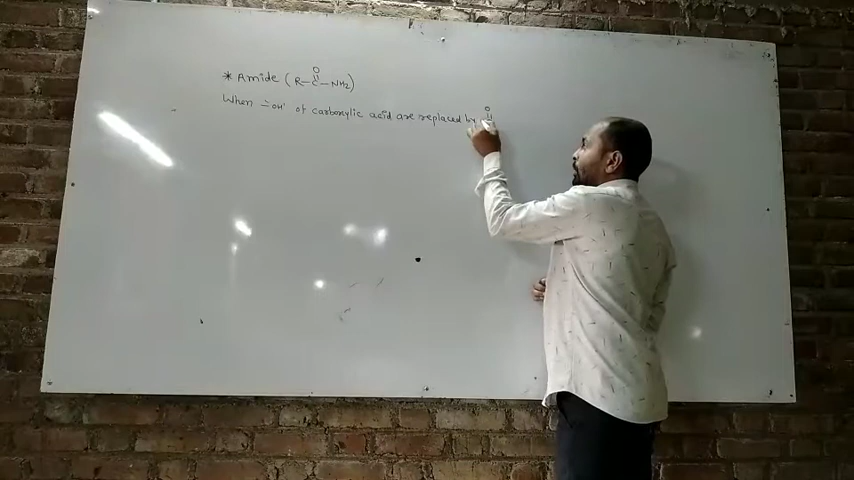 O
* Amide ( R-C-NH2)
When -OH' of carboxylic acid are replaced by
O